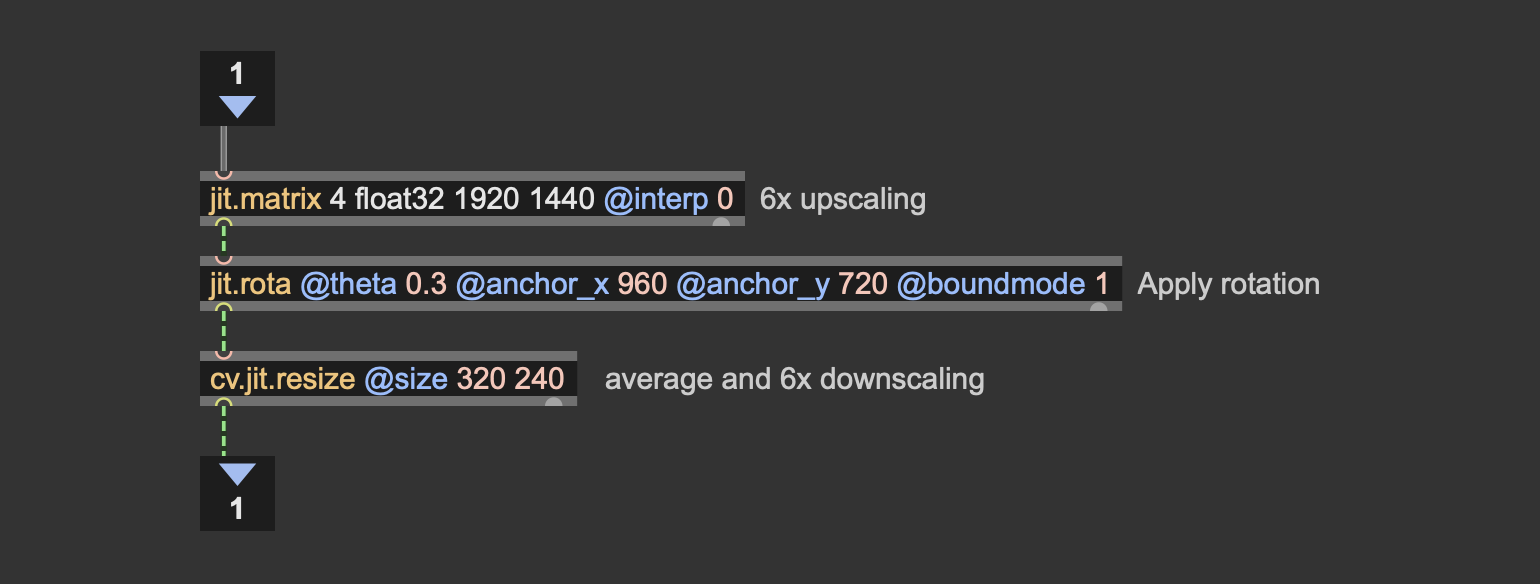 1
jit.matrix 4 float32 1920 1440 @interp 0 6x upscaling
jit.rota @theta 0.3 @anchor_x 960 @anchor_y 720 @boundmode 1 Apply rotation
cv.jit.resize @size 320 240 average and 6x downscaling
1